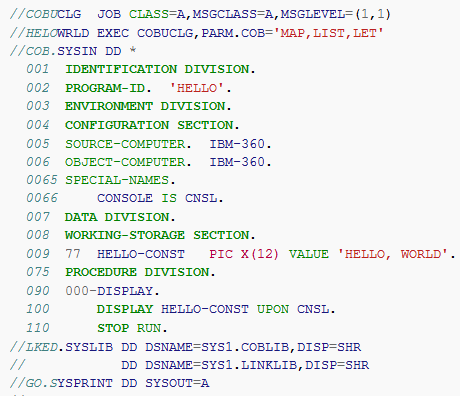 //COBUCLG  JOB CLASS=A,MSGCLASS=A,MSGLEVEL=(1,1)
//HELOWRLD EXEC COBUCLG,PARM.COB='MAP,LIST,LET'
//COB.SYSIN DD *
  001  IDENTIFICATION DIVISION.
  002  PROGRAM-ID.  'HELLO'.
  003  ENVIRONMENT DIVISION.
  004  CONFIGURATION SECTION.
  005  SOURCE-COMPUTER.  IBM-360.
  006  OBJECT-COMPUTER.  IBM-360.
  0065 SPECIAL-NAMES.
  0066     CONSOLE IS CNSL.
  007  DATA DIVISION.
  008  WORKING-STORAGE SECTION.
  009  77  HELLO-CONST   PIC X(12) VALUE 'HELLO, WORLD'.
  075  PROCEDURE DIVISION.
  090  000-DISPLAY.
  100      DISPLAY HELLO-CONST UPON CNSL.
  110      STOP RUN.
//LKED.SYSLIB DD DSNAME=SYS1.COBLIB,DISP=SHR
//            DD DSNAME=SYS1.LINKLIB,DISP=SHR
//GO.SYSPRINT DD SYSOUT=A
//